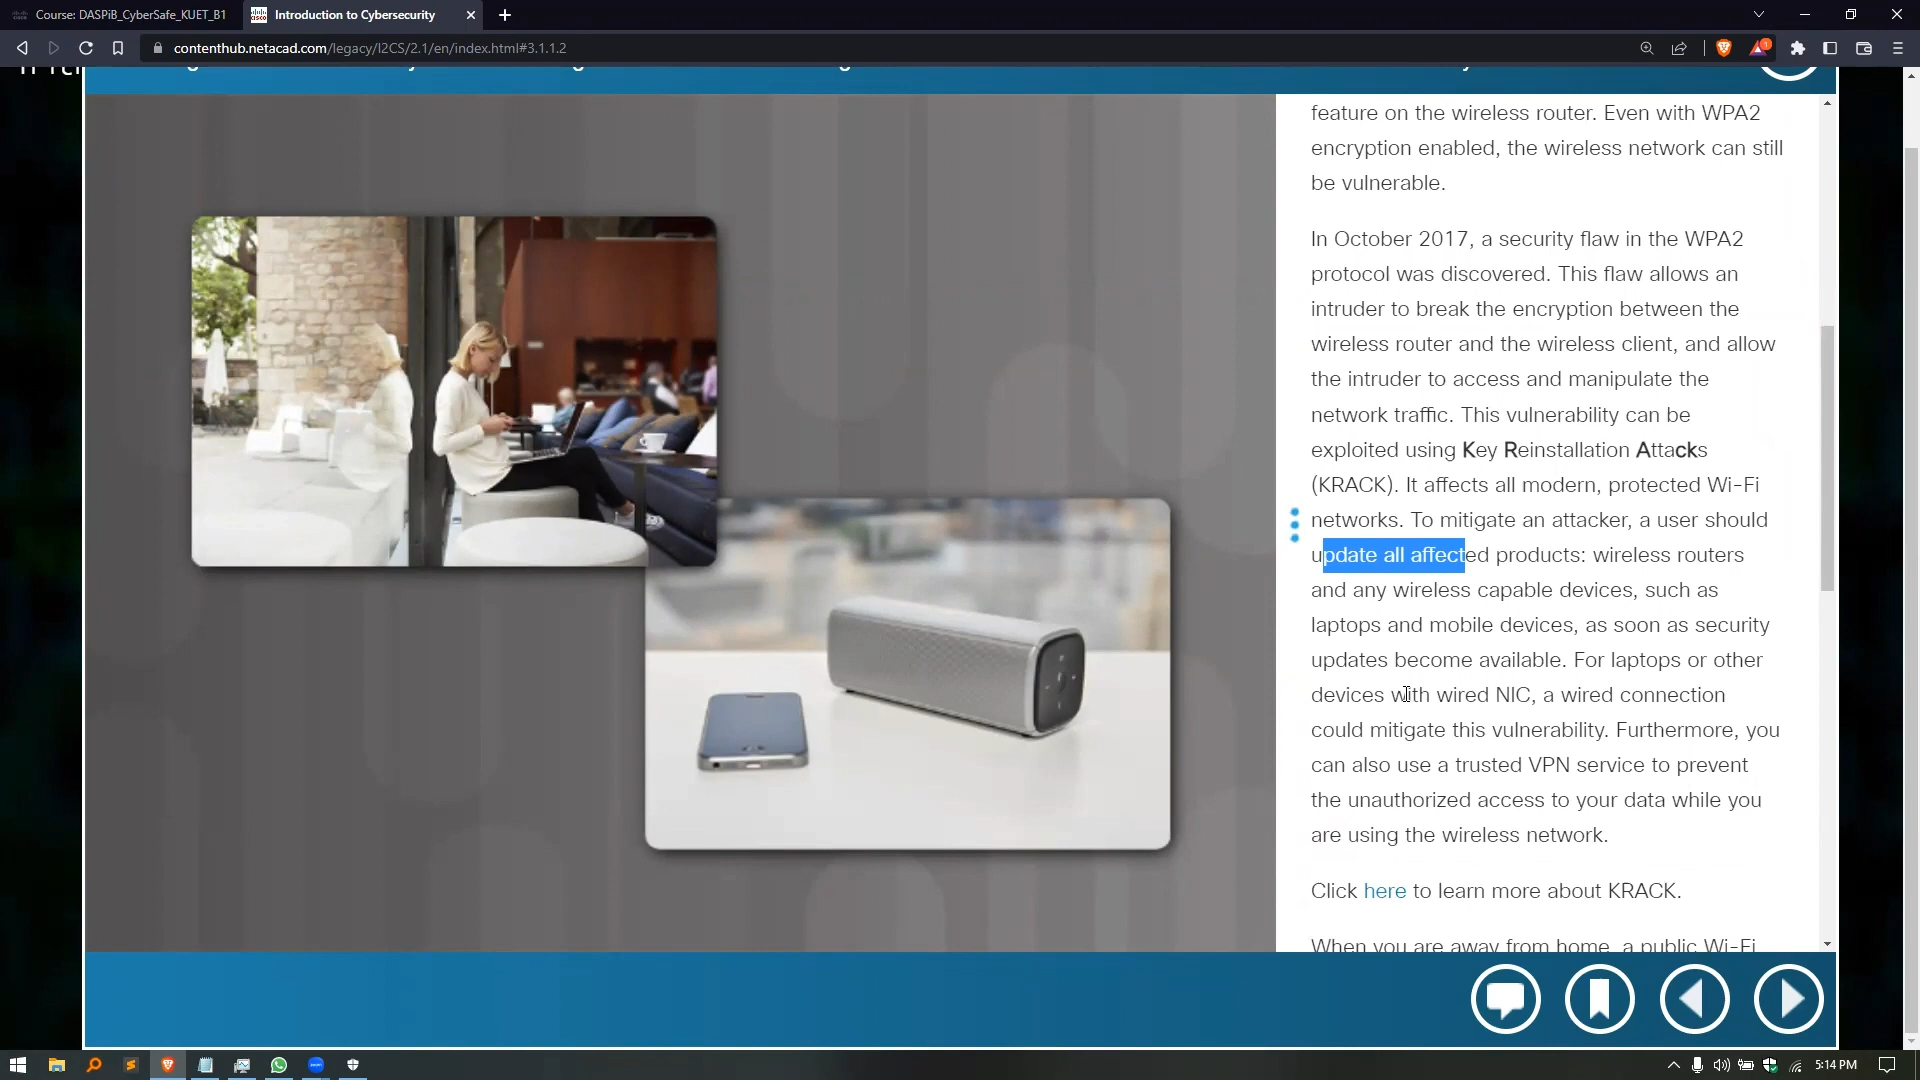 Course: DASPiB_CyberSafe_KUET_B1
Introduction to Cybersecurity
contenthub.netacad.com/legacy/I2CS/2.1/en/index.html#3.1.1.2
feature on the wireless router. Even with WPA2
encryption enabled, the wireless network can still
be vulnerable.
In October 2017, a security flaw in the WPA2
protocol was discovered. This flaw allows an
intruder to break the encryption between the
wireless router and the wireless client, and allow
the intruder to access and manipulate the
network traffic. This vulnerability can be
exploited using Key Reinstallation Attacks
(KRACK). It affects all modern, protected Wi-Fi
networks. To mitigate an attacker, a user should
update all affected products: wireless routers
and any wireless capable devices, such as
laptops and mobile devices, as soon as security
updates become available. For laptops or other
devices with wired NIC, a wired connection
could mitigate this vulnerability. Furthermore, you
can also use a trusted VPN service to prevent
the unauthorized access to your data while you
are using the wireless network.
Click here to learn more about KRACK.
When you are away from home, a public Wi-Fi
5:14 PM